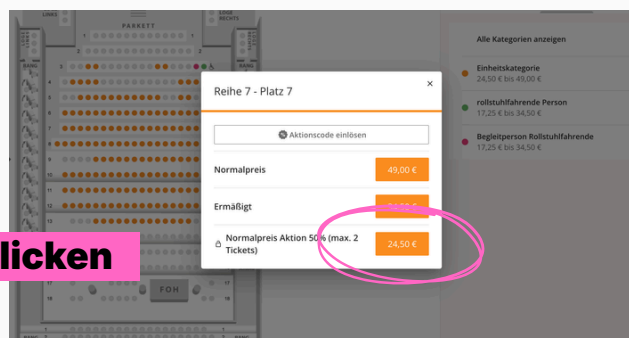 LINKS
PARKETT
LOGE
RECHTS
Reihe 7 - Platz 7
×
Aktionscode einlösen
Normalpreis
49,00 €
Ermäßigt
Normalpreis Aktion 50% (max. 2
Tickets)
24,50 €
licken
FOH
Alle Kategorien anzeigen
Einheitskategorie
24,50 € bis 49,00 €
rollstuhlfahrende Person
17,25 € bis 34,50 €
Begleitperson Rollstuhlfahrende
17,25 € bis 34,50 €